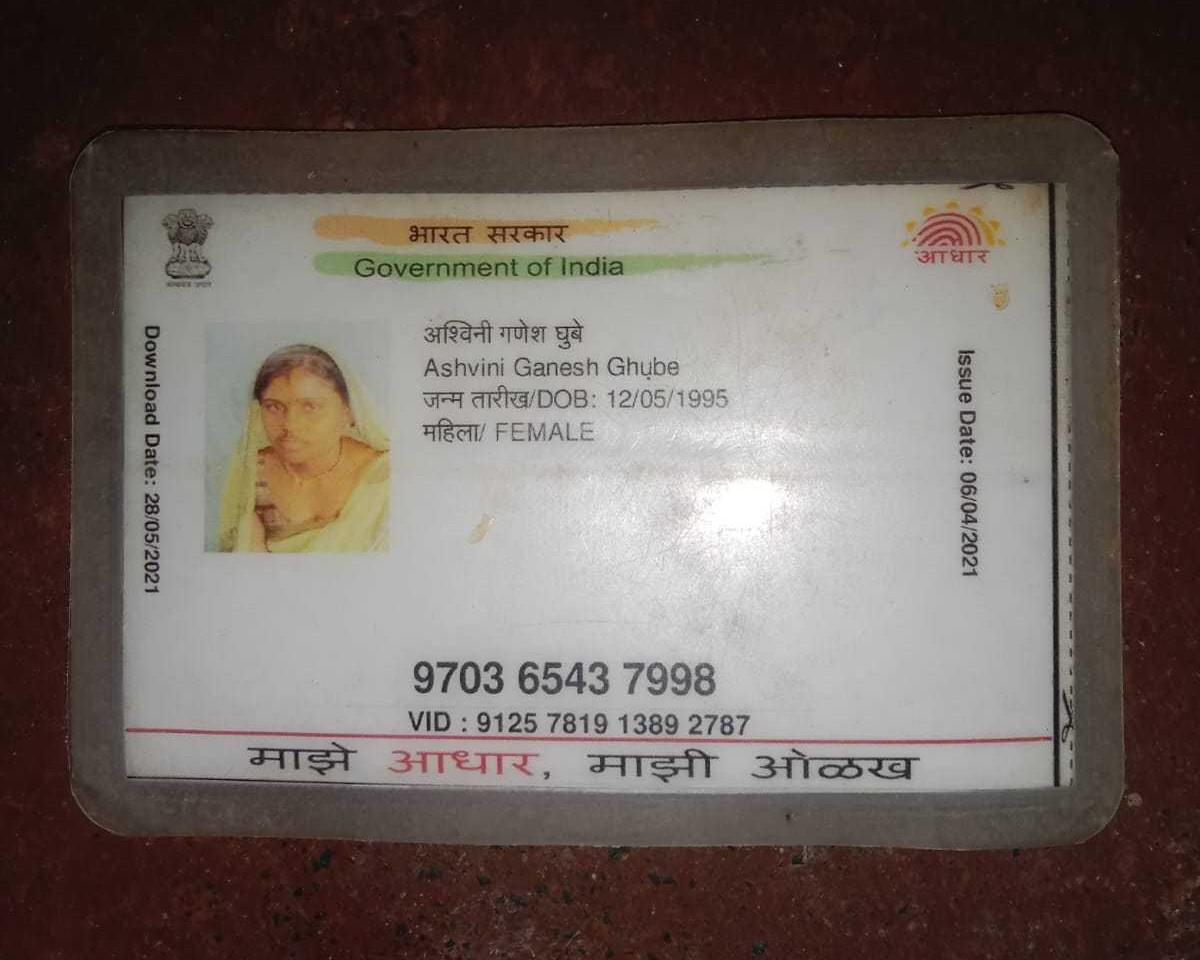 भारत सरकार
Government of India
आधार
अश्विनी गणेश घुबे
Ashvini Ganesh Ghube
जन्म तारीख/DOB: 12/05/1995
महिला/ FEMALE
Download Date: 28/05/2021
Issue Date: 06/04/2021
9703 6543 7998
VID : 9125 7819 1389 2787
माझे आधार, माझी ओळख